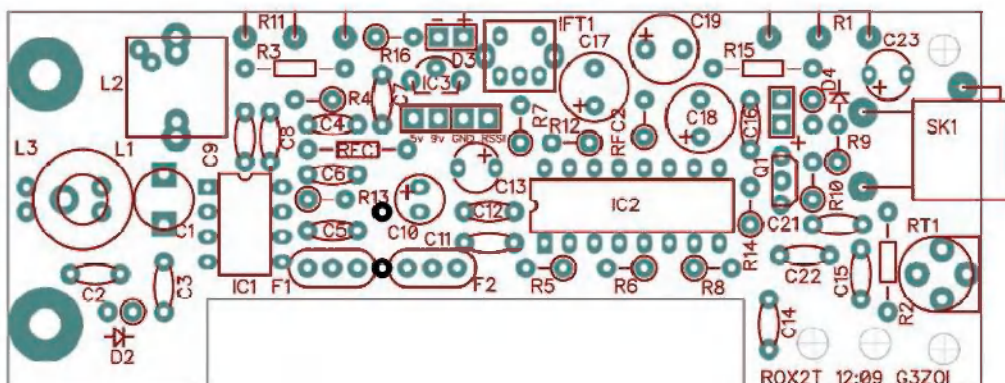 R11
R16
- +
D3
IFT1
C19
R1
R3
C17
R15
C23
L2
IC3
C7
R4
D4
C4
C8
R7
R12
RFC2
C18
C16
SK1
5v 9v GND RSSI
L3
L1
C9
RFC1
+
R9
C6
C13
Q1
R13
C10
C12
IC2
R10
C1
C5
C11
C21
RT1
R14
C2
C3
IC1
F1
F2
R5
R6
R8
C22
C15
R2
D2
C14
ROX2T 12:09 G3ZOI